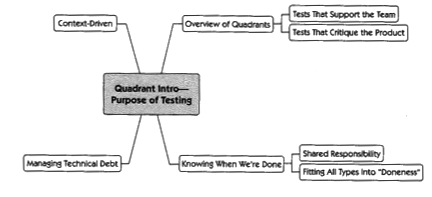 Context-Driven
Overview of Quadrants
Tests That Support the Team
Tests That Critique the Product
Quadrant Intro—
Purpose of Testing
Managing Technical Debt
Knowing When We're Done
Shared Responsibility
Fitting All Types Into "Doneness"